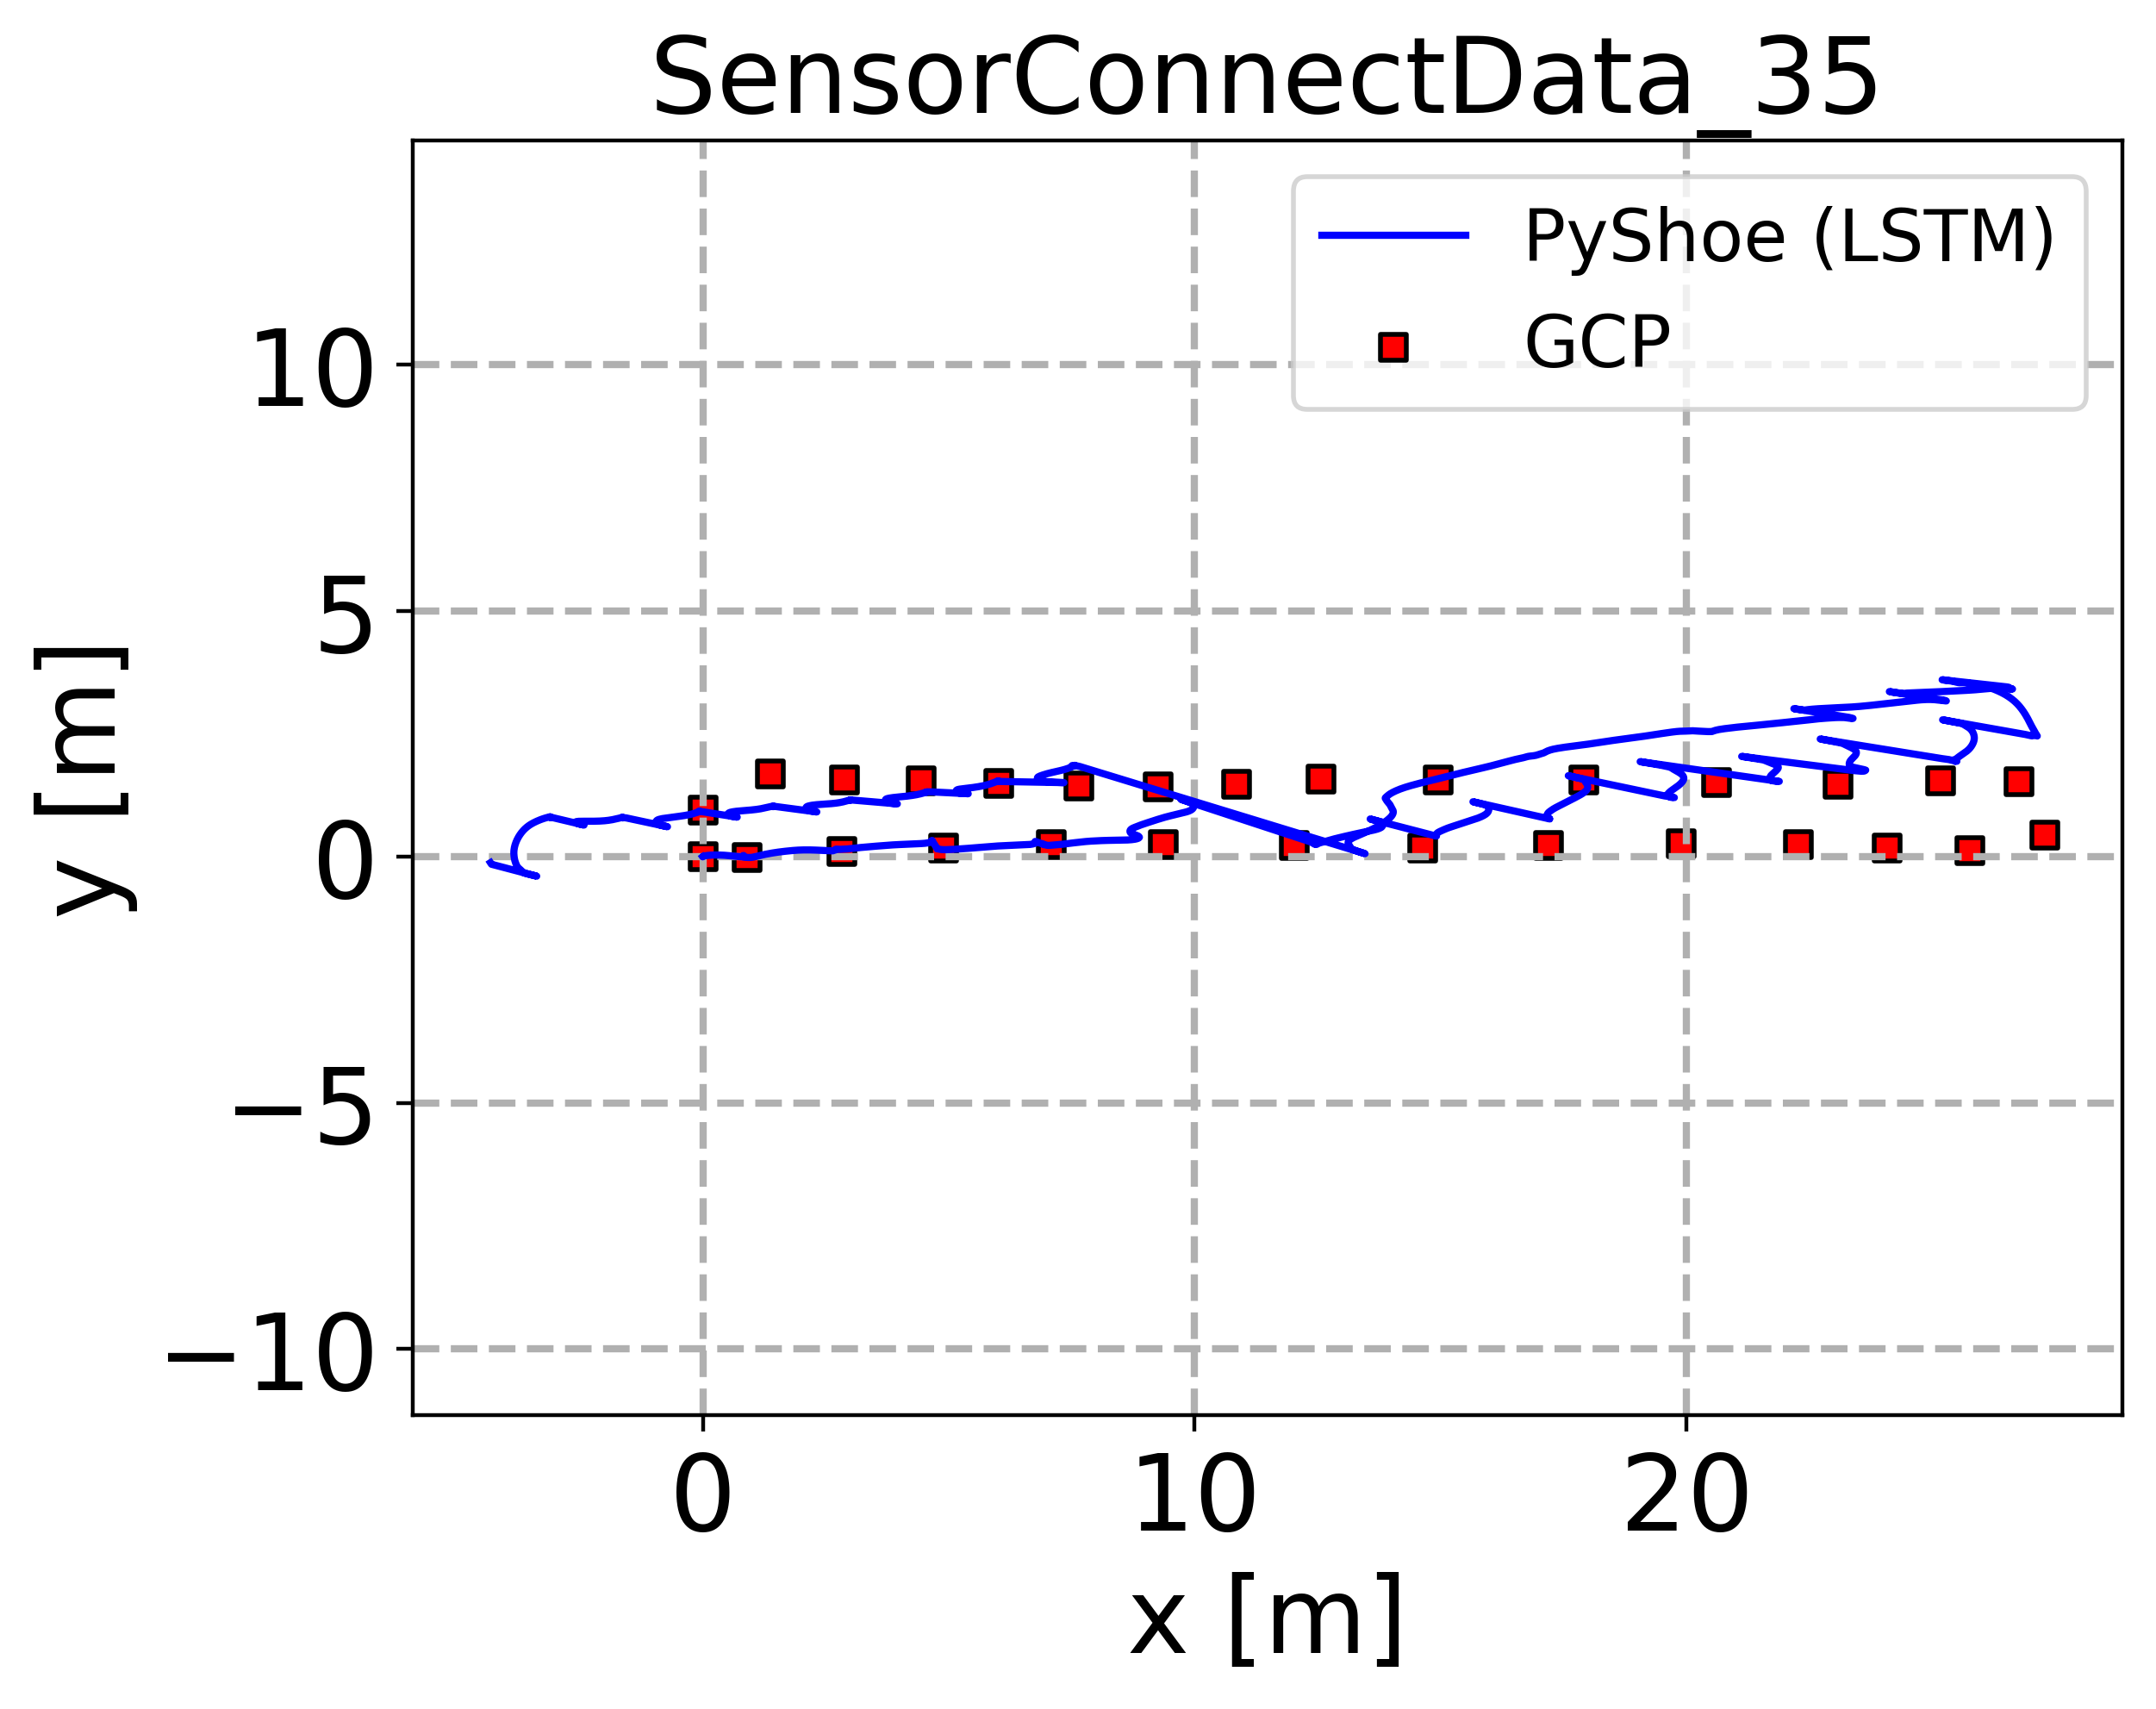 SensorConnectData_35
PyShoe (LSTM)
GCP
10
5
0
−5
−10
y [m]
0 10 20
x [m]